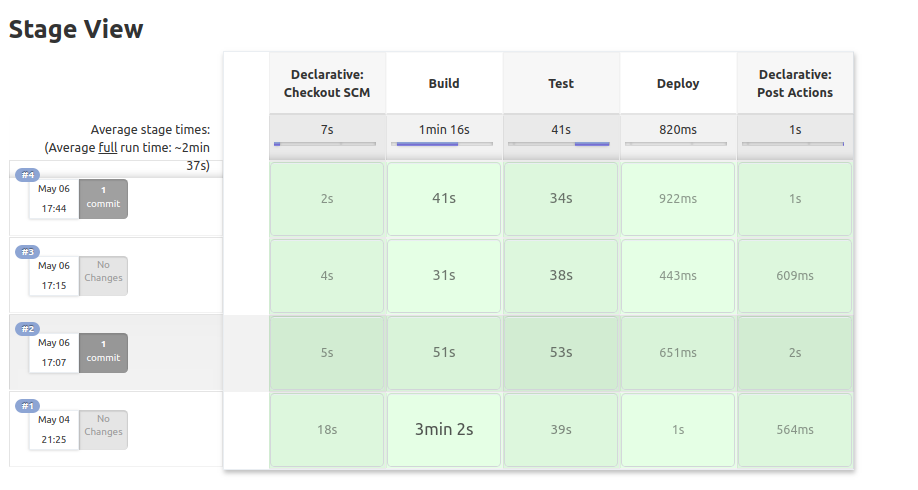 Stage View
Declarative:
Checkout SCM
Build
Test
Deploy
Declarative:
Post Actions
Average stage times:
(Average full run time: ~2min
37s)
7s
1min 16s
41s
820ms
1s
#4
May 06
17:44
1
commit
2s
41s
34s
922ms
1s
#3
May 06
17:15
No
Changes
4s
31s
38s
443ms
609ms
#2
May 06
17:07
1
commit
5s
51s
53s
651ms
2s
#1
May 04
21:25
No
Changes
18s
3min 2s
39s
1s
564ms